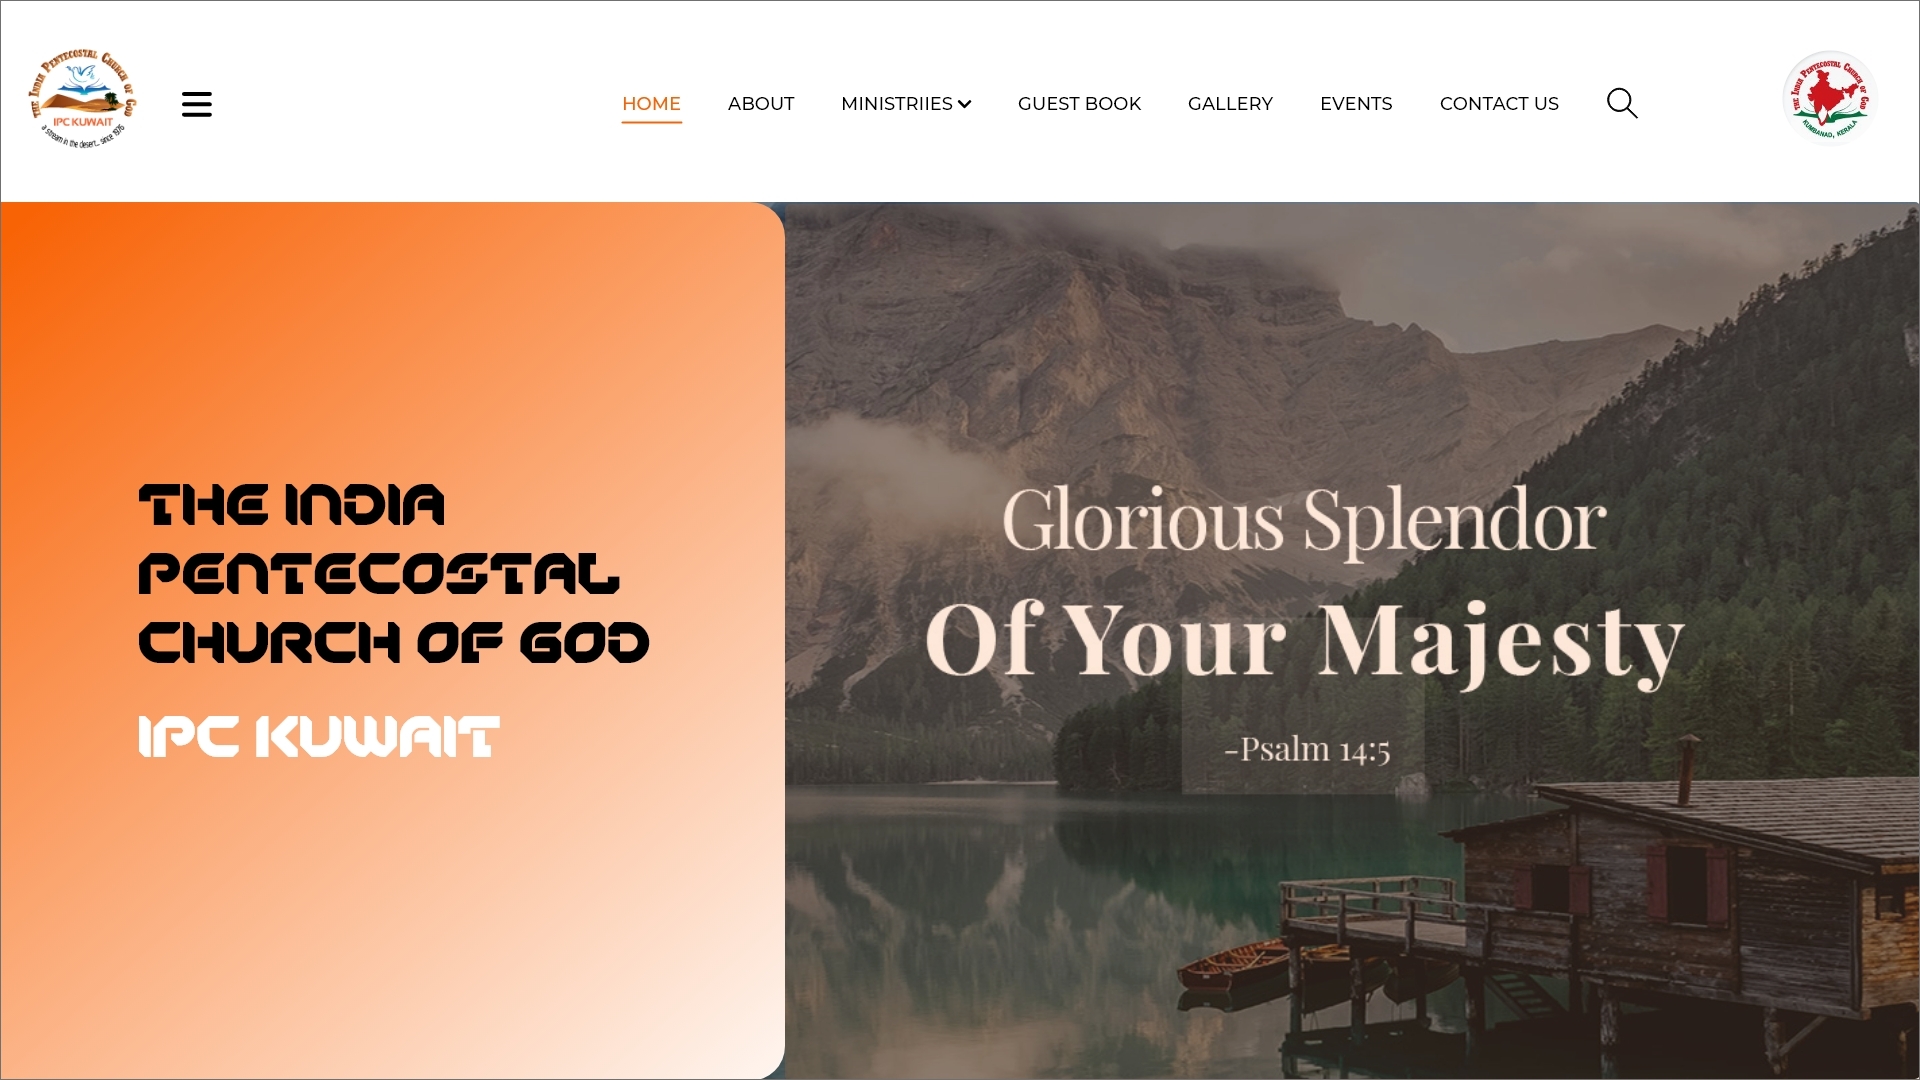 THE INDIA PENTECOSTAL CHURCH OF GOD
IPC KUWAIT
a stream in the desert... since 1976
HOME
ABOUT
MINISTRIIES
GUEST BOOK
GALLERY
EVENTS
CONTACT US
THE INDIA PENTECOSTAL CHURCH OF GOD
KUMBANAD, KERALA
THE INDIA
PENTECOSTAL
CHURCH OF GOD
IPC KUWAIT
Glorious Splendor
Of Your Majesty
-Psalm 14:5